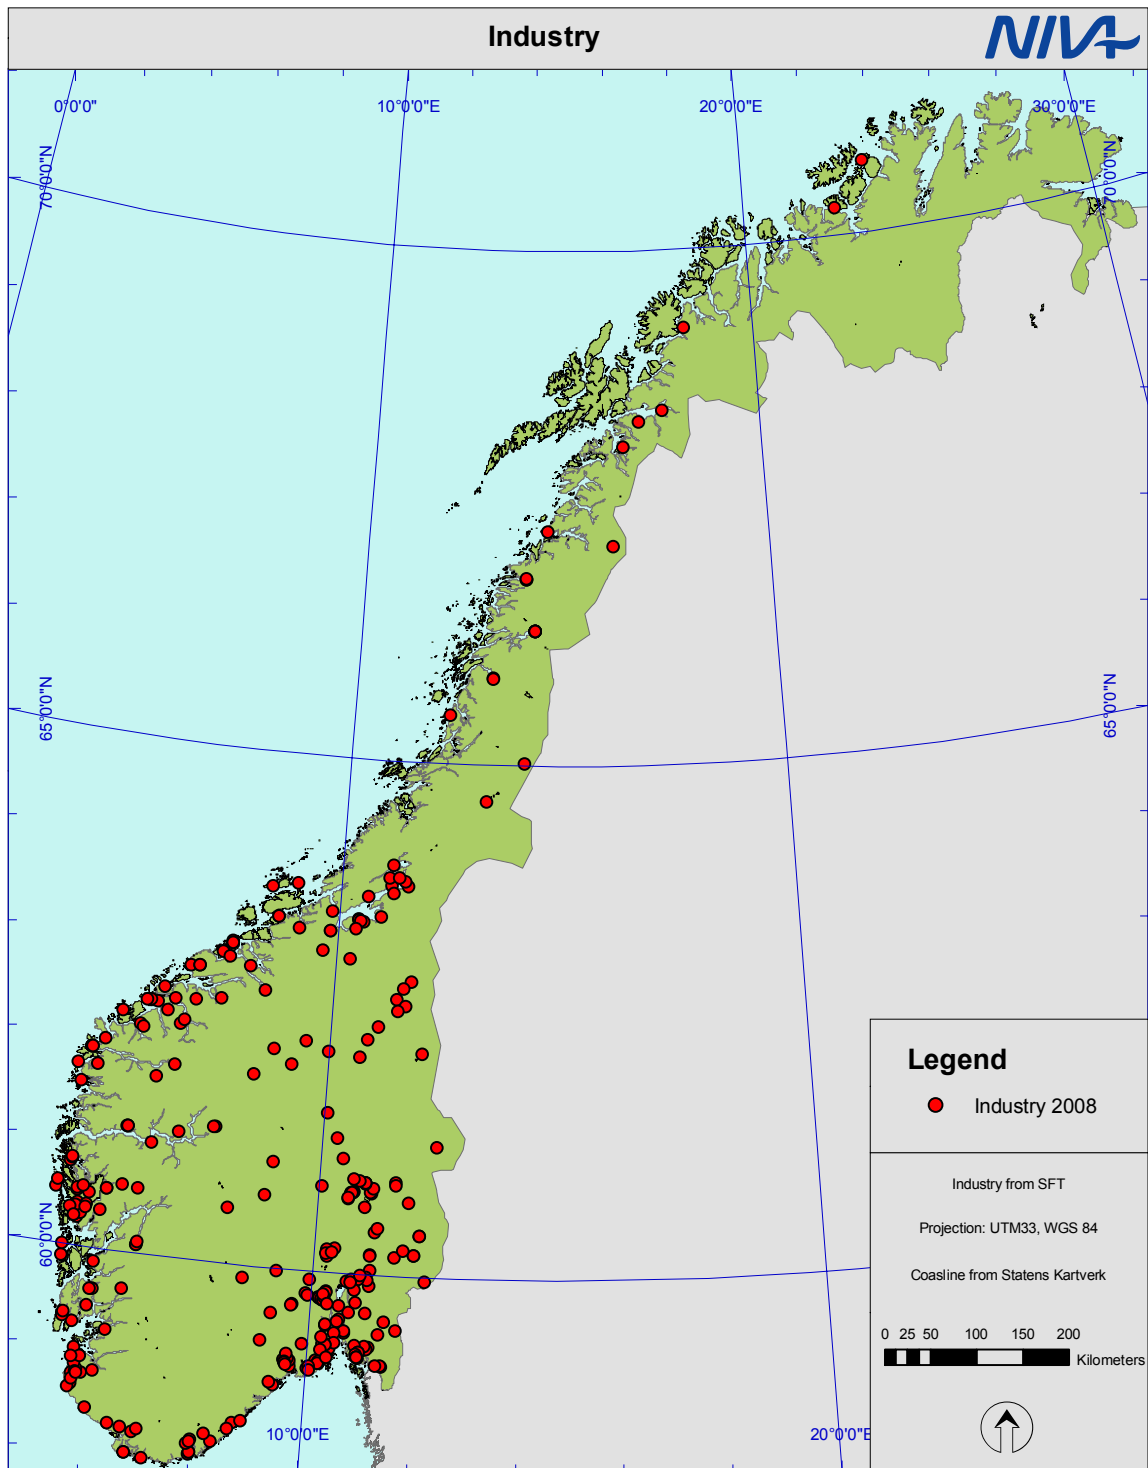 Industry
NIVA
0°0'0"
10°0'0"E
20°0'0"E
30°0'0"E
70°0'0"N
70°0'0"N
65°0'0"N
65°0'0"N
60°0'0"N
10°0'0"E
20°0'0"E
Legend
Industry 2008
Industry from SFT
Projection: UTM33, WGS 84
Coasline from Statens Kartverk
0 25 50 100 150 200
Kilometers